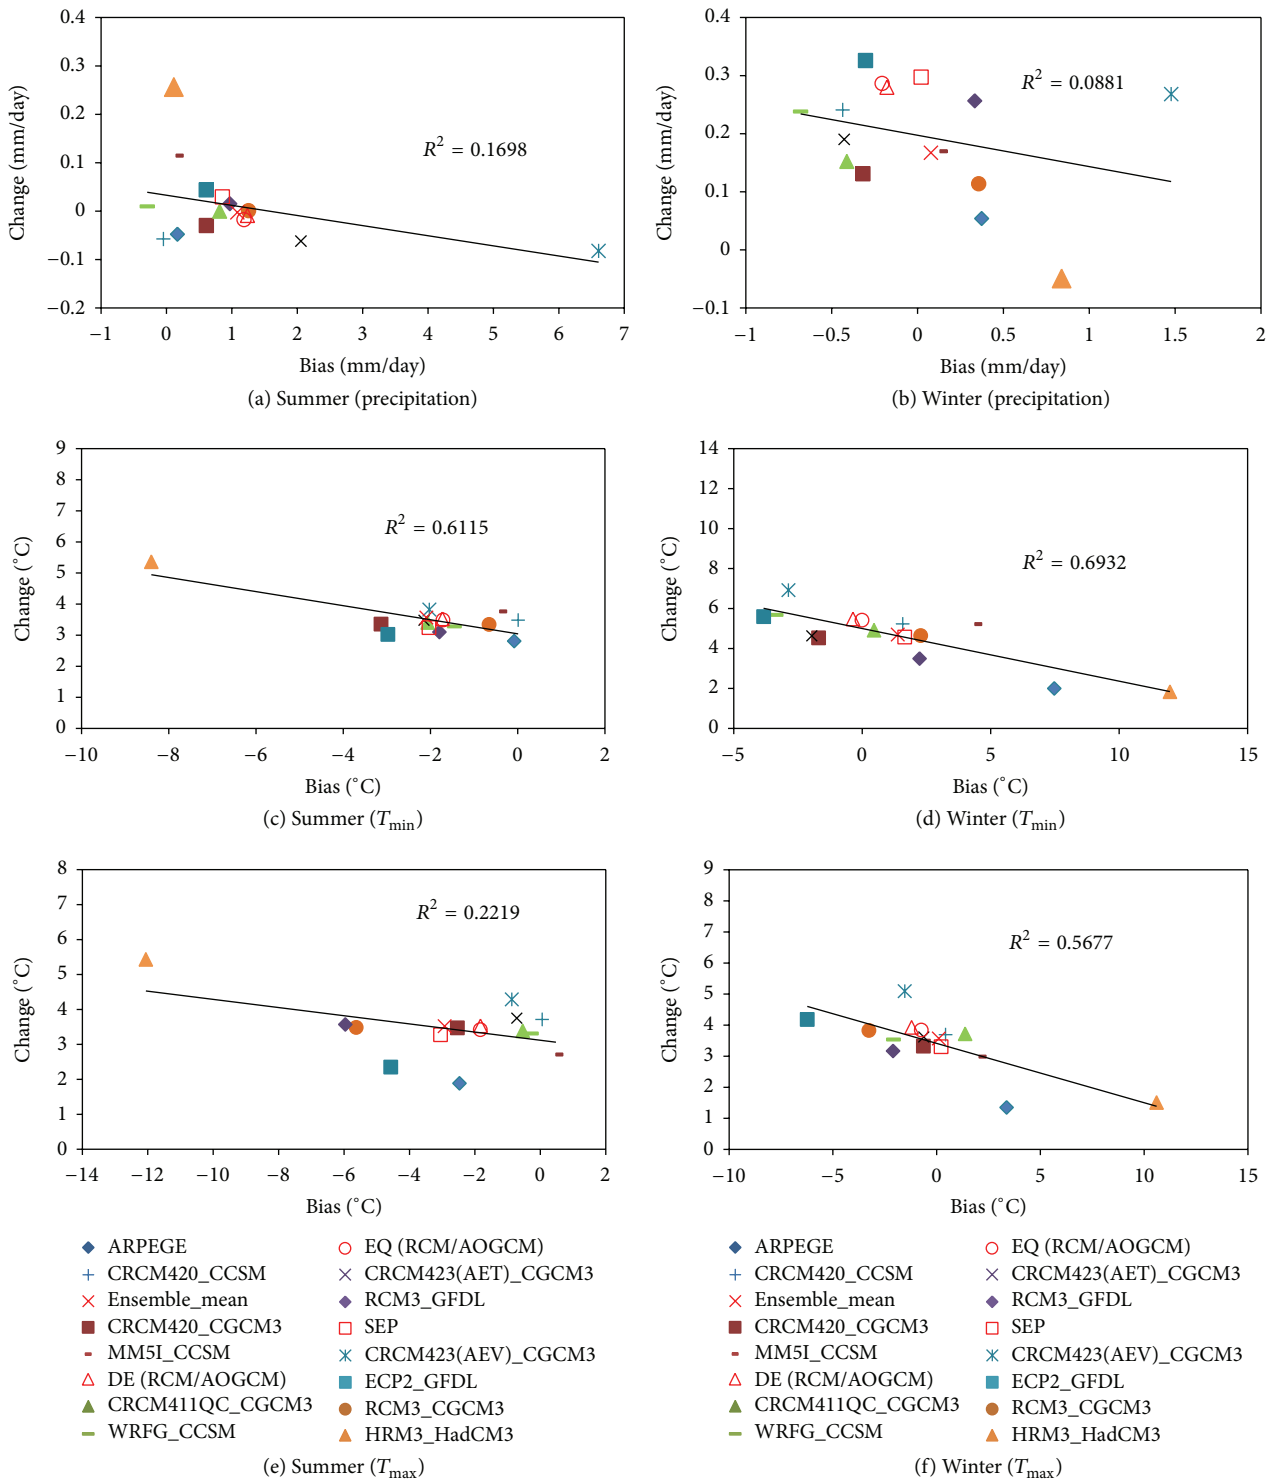 0.4
0.3
0.2
0.1
0
−0.1
−0.2
Change (mm/day)
R² = 0.1698
−1 0 1 2 3 4 5 6 7
Bias (mm/day)
(a) Summer (precipitation)
0.4
0.3
0.2
0.1
0
−0.1
Change (mm/day)
R² = 0.0881
−1 −0.5 0 0.5 1 1.5 2
Bias (mm/day)
(b) Winter (precipitation)
9
8
7
6
5
4
3
2
1
0
Change (°C)
R² = 0.6115
−10 −8 −6 −4 −2 0 2
Bias (°C)
(c) Summer (Tmin)
14
12
10
8
6
4
2
0
Change (°C)
R² = 0.6932
−5 0 5 10 15
Bias (°C)
(d) Winter (Tmin)
8
7
6
5
4
3
2
1
0
Change (°C)
R² = 0.2219
−14 −12 −10 −8 −6 −4 −2 0 2
Bias (°C)
ARPEGE
CRCM420_CCSM
Ensemble_mean
CRCM420_CGCM3
MM5I_CCSM
DE (RCM/AOGCM)
CRCM411QC_CGCM3
WRFG_CCSM
EQ (RCM/AOGCM)
CRCM423(AET)_CGCM3
RCM3_GFDL
SEP
CRCM423(AEV)_CGCM3
ECP2_GFDL
RCM3_CGCM3
HRM3_HadCM3
(e) Summer (Tmax)
9
8
7
6
5
4
3
2
1
0
Change (°C)
R² = 0.5677
−10 −5 0 5 10 15
Bias (°C)
ARPEGE
CRCM420_CCSM
Ensemble_mean
CRCM420_CGCM3
MM5I_CCSM
DE (RCM/AOGCM)
CRCM411QC_CGCM3
WRFG_CCSM
EQ (RCM/AOGCM)
CRCM423(AET)_CGCM3
RCM3_GFDL
SEP
CRCM423(AEV)_CGCM3
ECP2_GFDL
RCM3_CGCM3
HRM3_HadCM3
(f) Winter (Tmax)